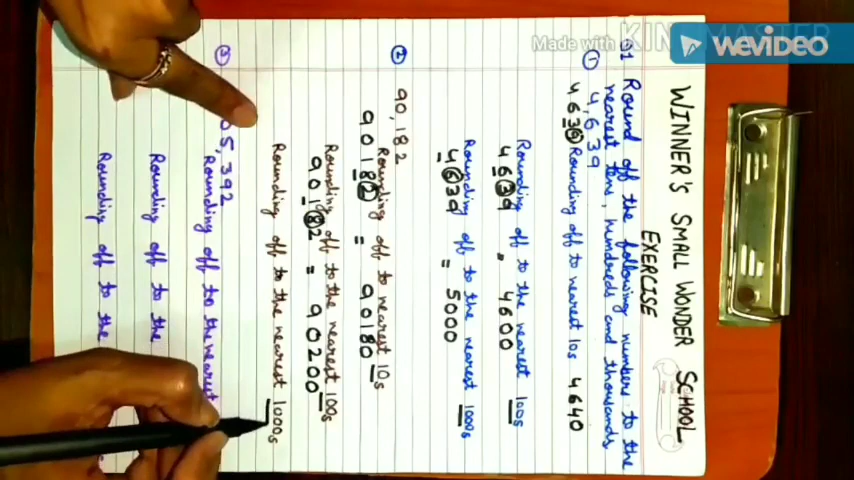 WINNER'S SMALL WONDER SCHOOL
EXERCISE
Round off the following numbers to the
nearest tens, hundreds and thousands
① 4,639
4639 Rounding off to nearest 10s 4640
Rounding off to the nearest 100s
4639 = 4600
Rounding off to the nearest 1000s
4639 = 5000
② 90,182
Rounding off to nearest 10s
90182 = 90180
Rounding off to the nearest 100s
90182 = 90200
Rounding off to the nearest 1000s
③ 5,392
Rounding off to the nearest
Rounding off to the
Rounding off to the
Made with
WeVideo